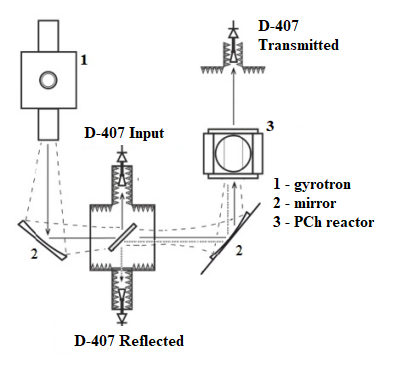 D-407
Transmitted
1
D-407 Input
3
1 - gyrotron
2 - mirror
3 - PCh reactor
2
2
D-407 Reflected